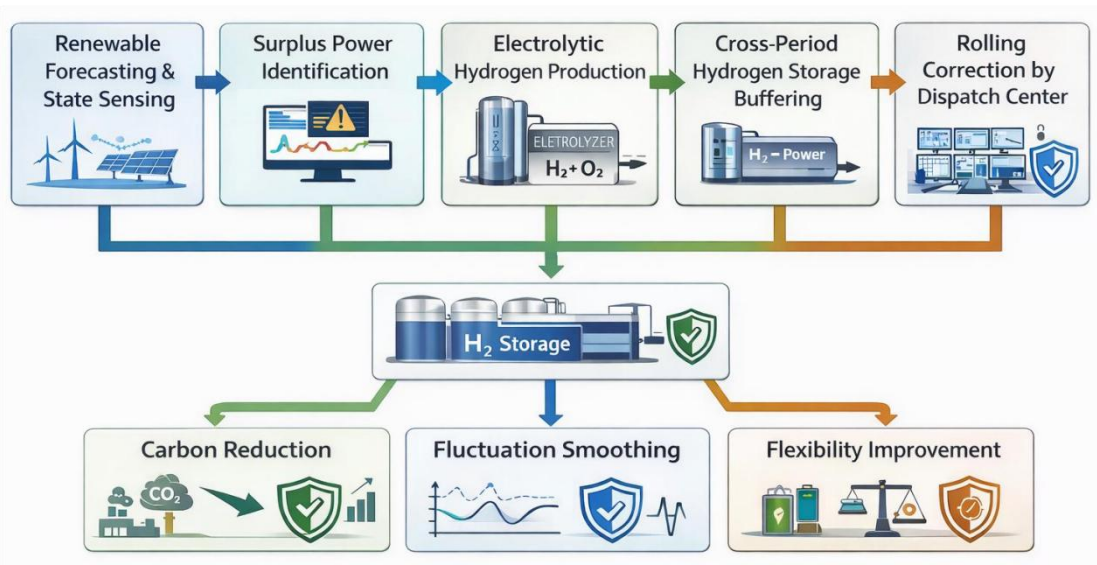 Renewable
Forecasting &
State Sensing
Surplus Power
Identification
Electrolytic
Hydrogen Production
Cross-Period
Hydrogen Storage
Buffering
Rolling
Correction by
Dispatch Center
ELETROLYZER
H₂+ O₂
H₂ – Power
H₂ Storage
Carbon Reduction
Fluctuation Smoothing
Flexibility Improvement
CO₂